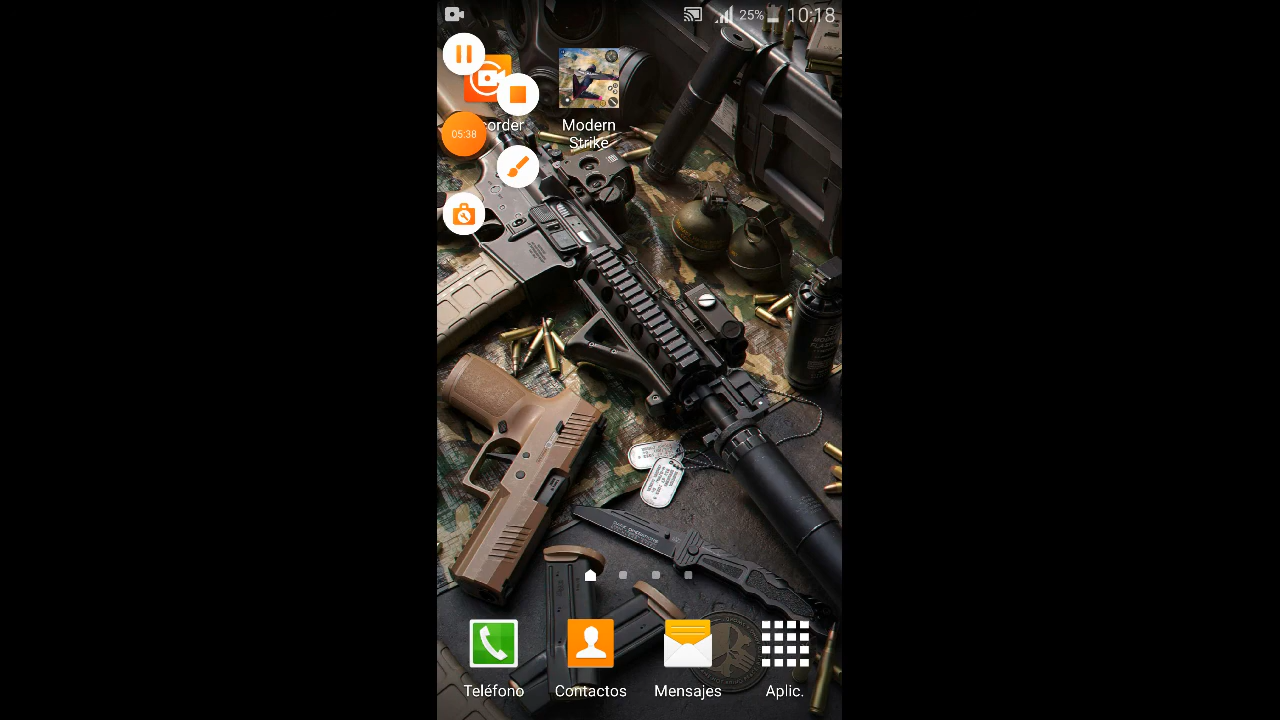 25% 10:18
corder
Modern
Strike
05:38
Teléfono
Contactos
Mensajes
Aplic.